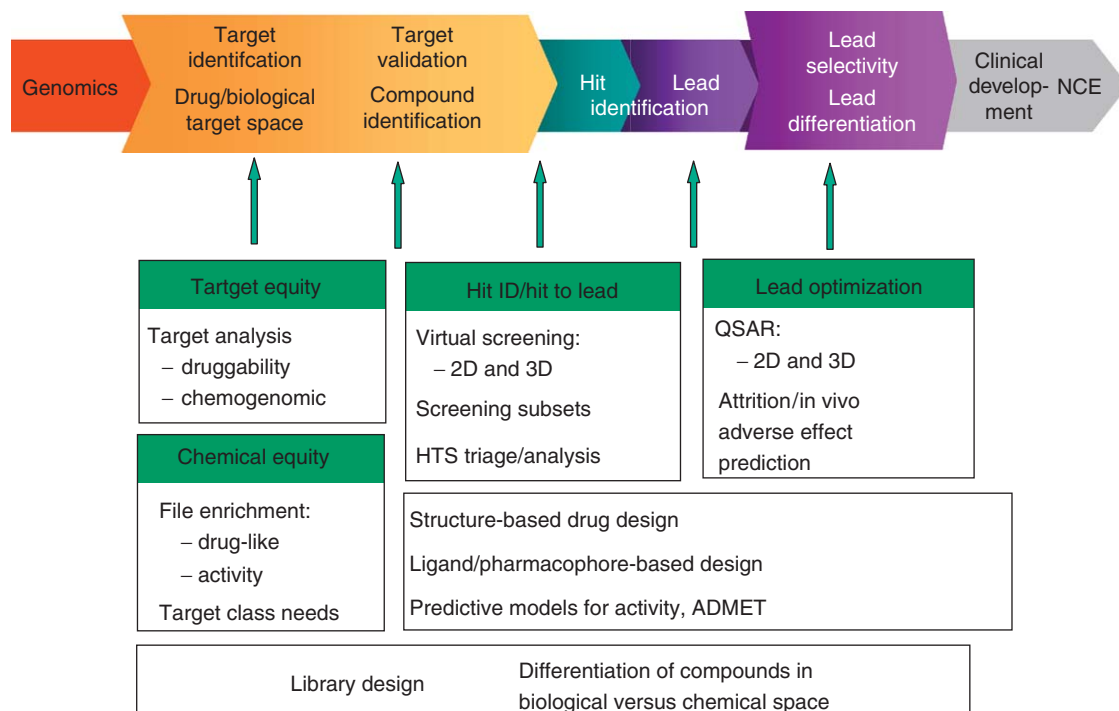 Genomics
Target
identifcation
Drug/biological
target space
Target
validation
Compound
identification
Hit Lead
identification
Lead
selectivity
Lead
differentiation
Clinical
develop- NCE
ment
Tartget equity
Target analysis
– druggability
– chemogenomic
Chemical equity
File enrichment:
– drug-like
– activity
Target class needs
Hit ID/hit to lead
Virtual screening:
– 2D and 3D
Screening subsets
HTS triage/analysis
Lead optimization
QSAR:
– 2D and 3D
Attrition/in vivo
adverse effect
prediction
Structure-based drug design
Ligand/pharmacophore-based design
Predictive models for activity, ADMET
Library design
Differentiation of compounds in
biological versus chemical space